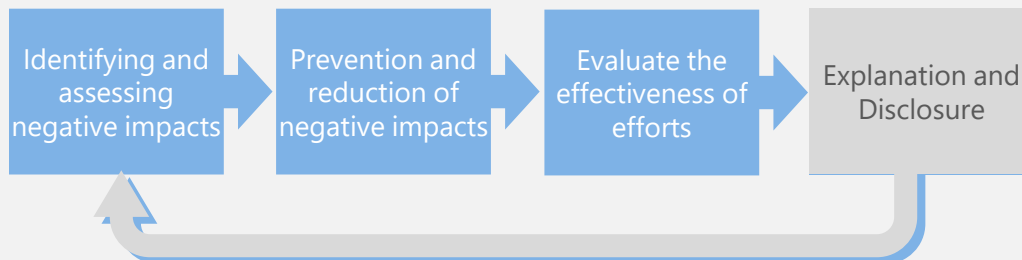 Identifying and
assessing
negative impacts
Prevention and
reduction of
negative impacts
Evaluate the
effectiveness of
efforts
Explanation and
Disclosure